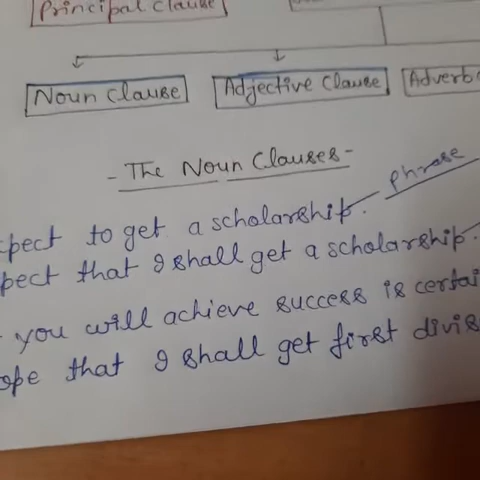 Principal Clause
Noun Clause Adjective Clause Adverb
- The Noun Clauses -
phrase
pect to get a scholarship.
pect that I shall get a scholarship.
you will achieve success is certai
ope that I shall get first divis